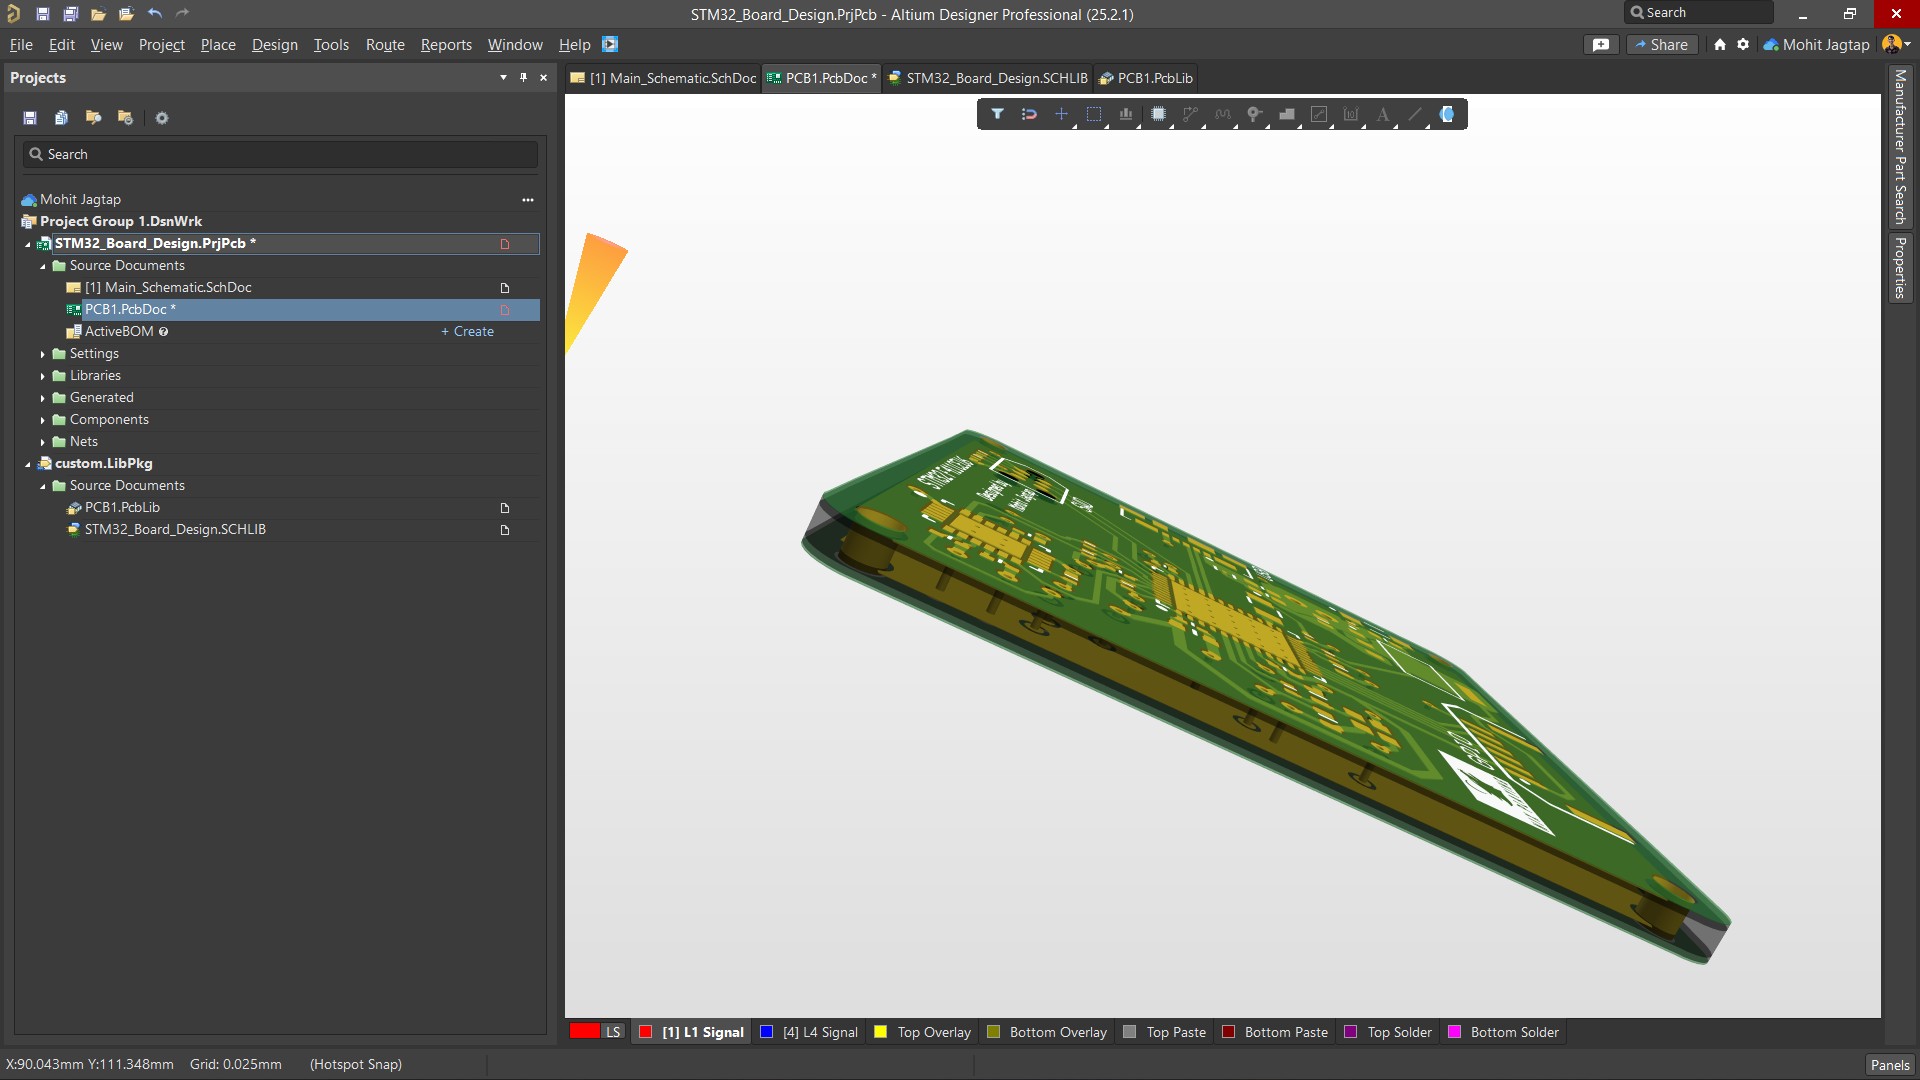 STM32_Board_Design.PrjPcb - Altium Designer Professional (25.2.1)
Search
File Edit View Project Place Design Tools Route Reports Window Help
Share
Mohit Jagtap
Projects
[1] Main_Schematic.SchDoc
PCB1.PcbDoc *
STM32_Board_Design.SCHLIB
PCB1.PcbLib
Search
Mohit Jagtap
Project Group 1.DsnWrk
STM32_Board_Design.PrjPcb *
Source Documents
[1] Main_Schematic.SchDoc
PCB1.PcbDoc *
ActiveBOM
+ Create
Settings
Libraries
Generated
Components
Nets
custom.LibPkg
Source Documents
PCB1.PcbLib
STM32_Board_Design.SCHLIB
Manufacturer Part Search
Properties
Designed by
Mohit Jagtap
LS
[1] L1 Signal
[4] L4 Signal
Top Overlay
Bottom Overlay
Top Paste
Bottom Paste
Top Solder
Bottom Solder
X:90.043mm Y:111.348mm Grid: 0.025mm (Hotspot Snap)
Panels